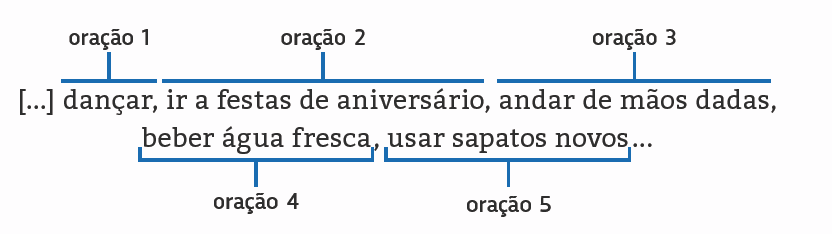 oração 1 oração 2 oração 3
[...] dançar, ir a festas de aniversário, andar de mãos dadas,
beber água fresca, usar sapatos novos...
oração 4 oração 5